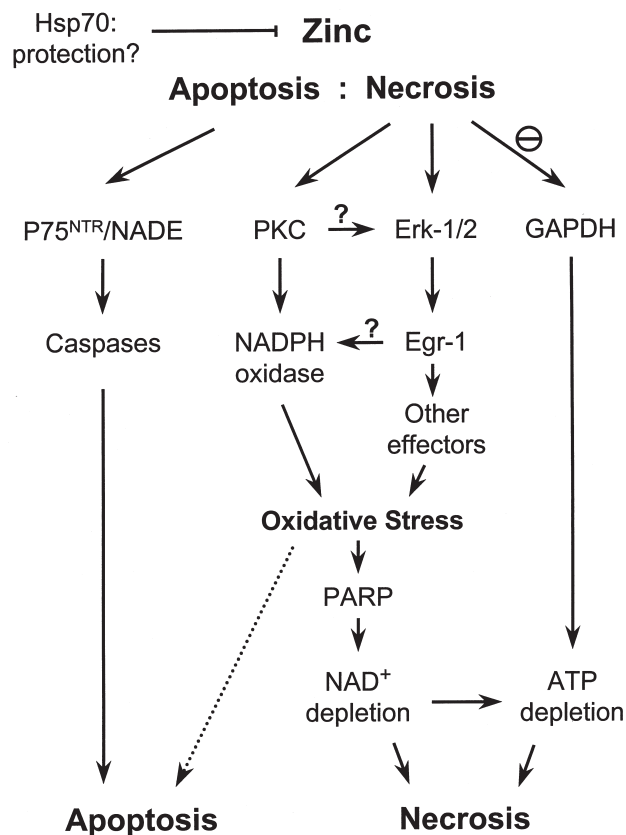 Hsp70:
protection?
Zinc
Apoptosis : Necrosis
⊖
P75NTR/NADE
PKC
?
Erk-1/2
GAPDH
Caspases
NADPH
oxidase
?
Egr-1
Other
effectors
Oxidative Stress
PARP
NAD+
depletion
ATP
depletion
Apoptosis
Necrosis